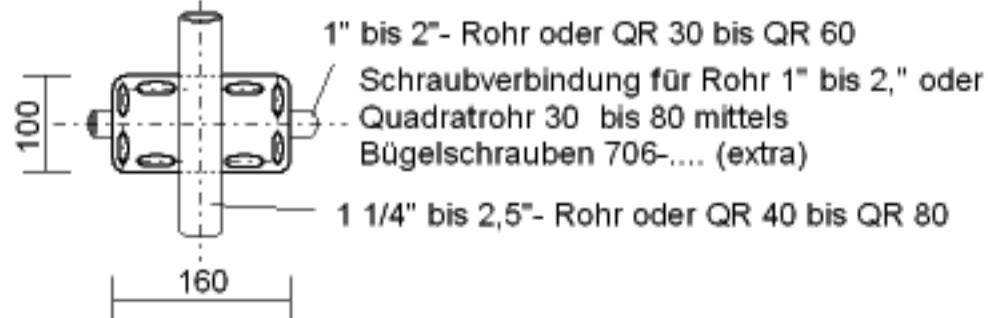 1" bis 2"- Rohr oder QR 30 bis QR 60
Schraubverbindung für Rohr 1" bis 2," oder
Quadratrohr 30 bis 80 mittels
Bügelschrauben 706-.... (extra)
1 1/4" bis 2,5"- Rohr oder QR 40 bis QR 80
100
160